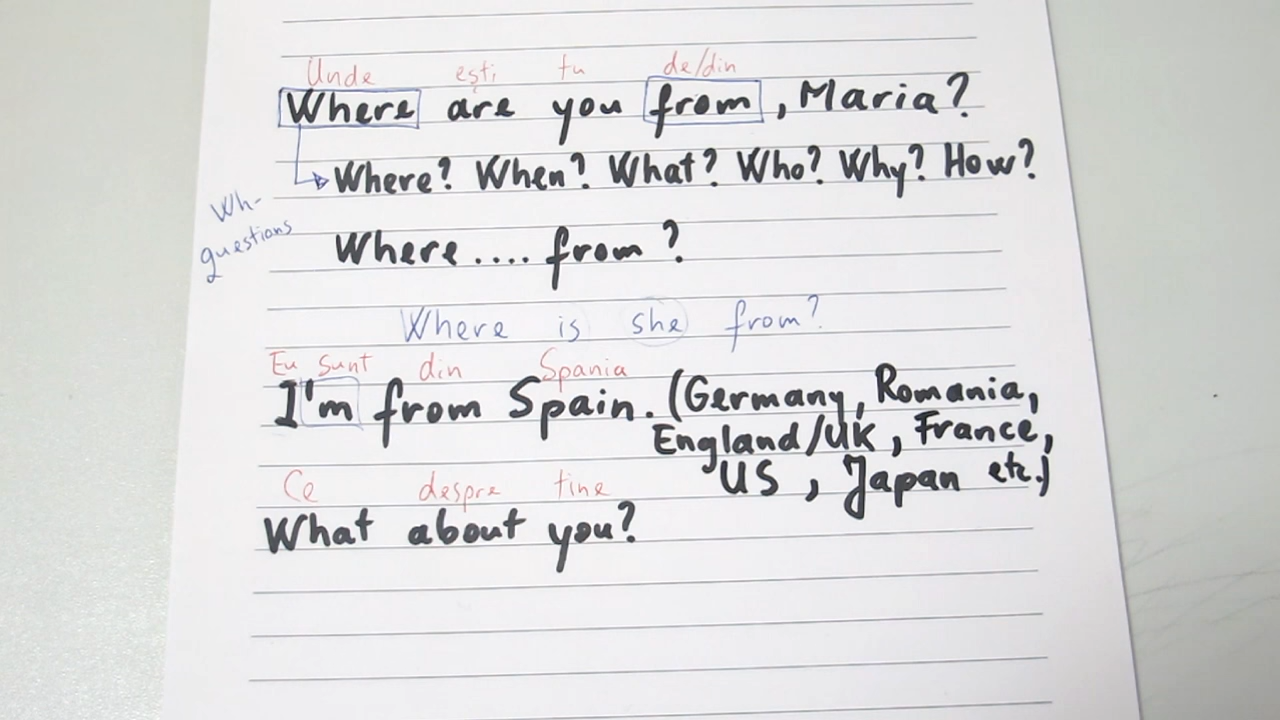 Unde ești tu de/din
Where are you from, Maria?
Where? When? What? Who? Why? How?
Wh-
questions
Where.... from?
Where is she from?
Eu sunt din Spania
I'm from Spain. (Germany, Romania,
England/UK, France,
US, Japan etc.)
Ce despre tine
What about you?